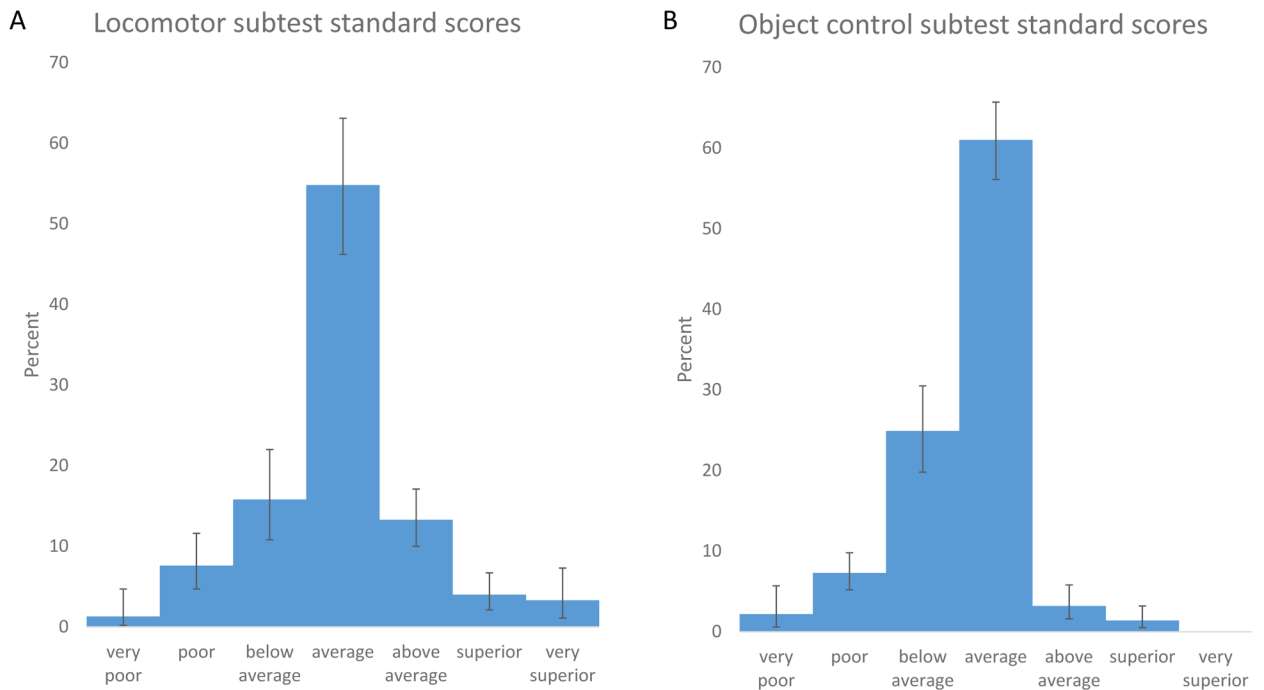 A
Locomotor subtest standard scores
70
60
50
40
30
20
10
0
Percent
very
poor
poor
below
average
average
above
average
superior
very
superior
B
Object control subtest standard scores
70
60
50
40
30
20
10
0
Percent
very
poor
poor
below
average
average
above
average
superior
very
superior